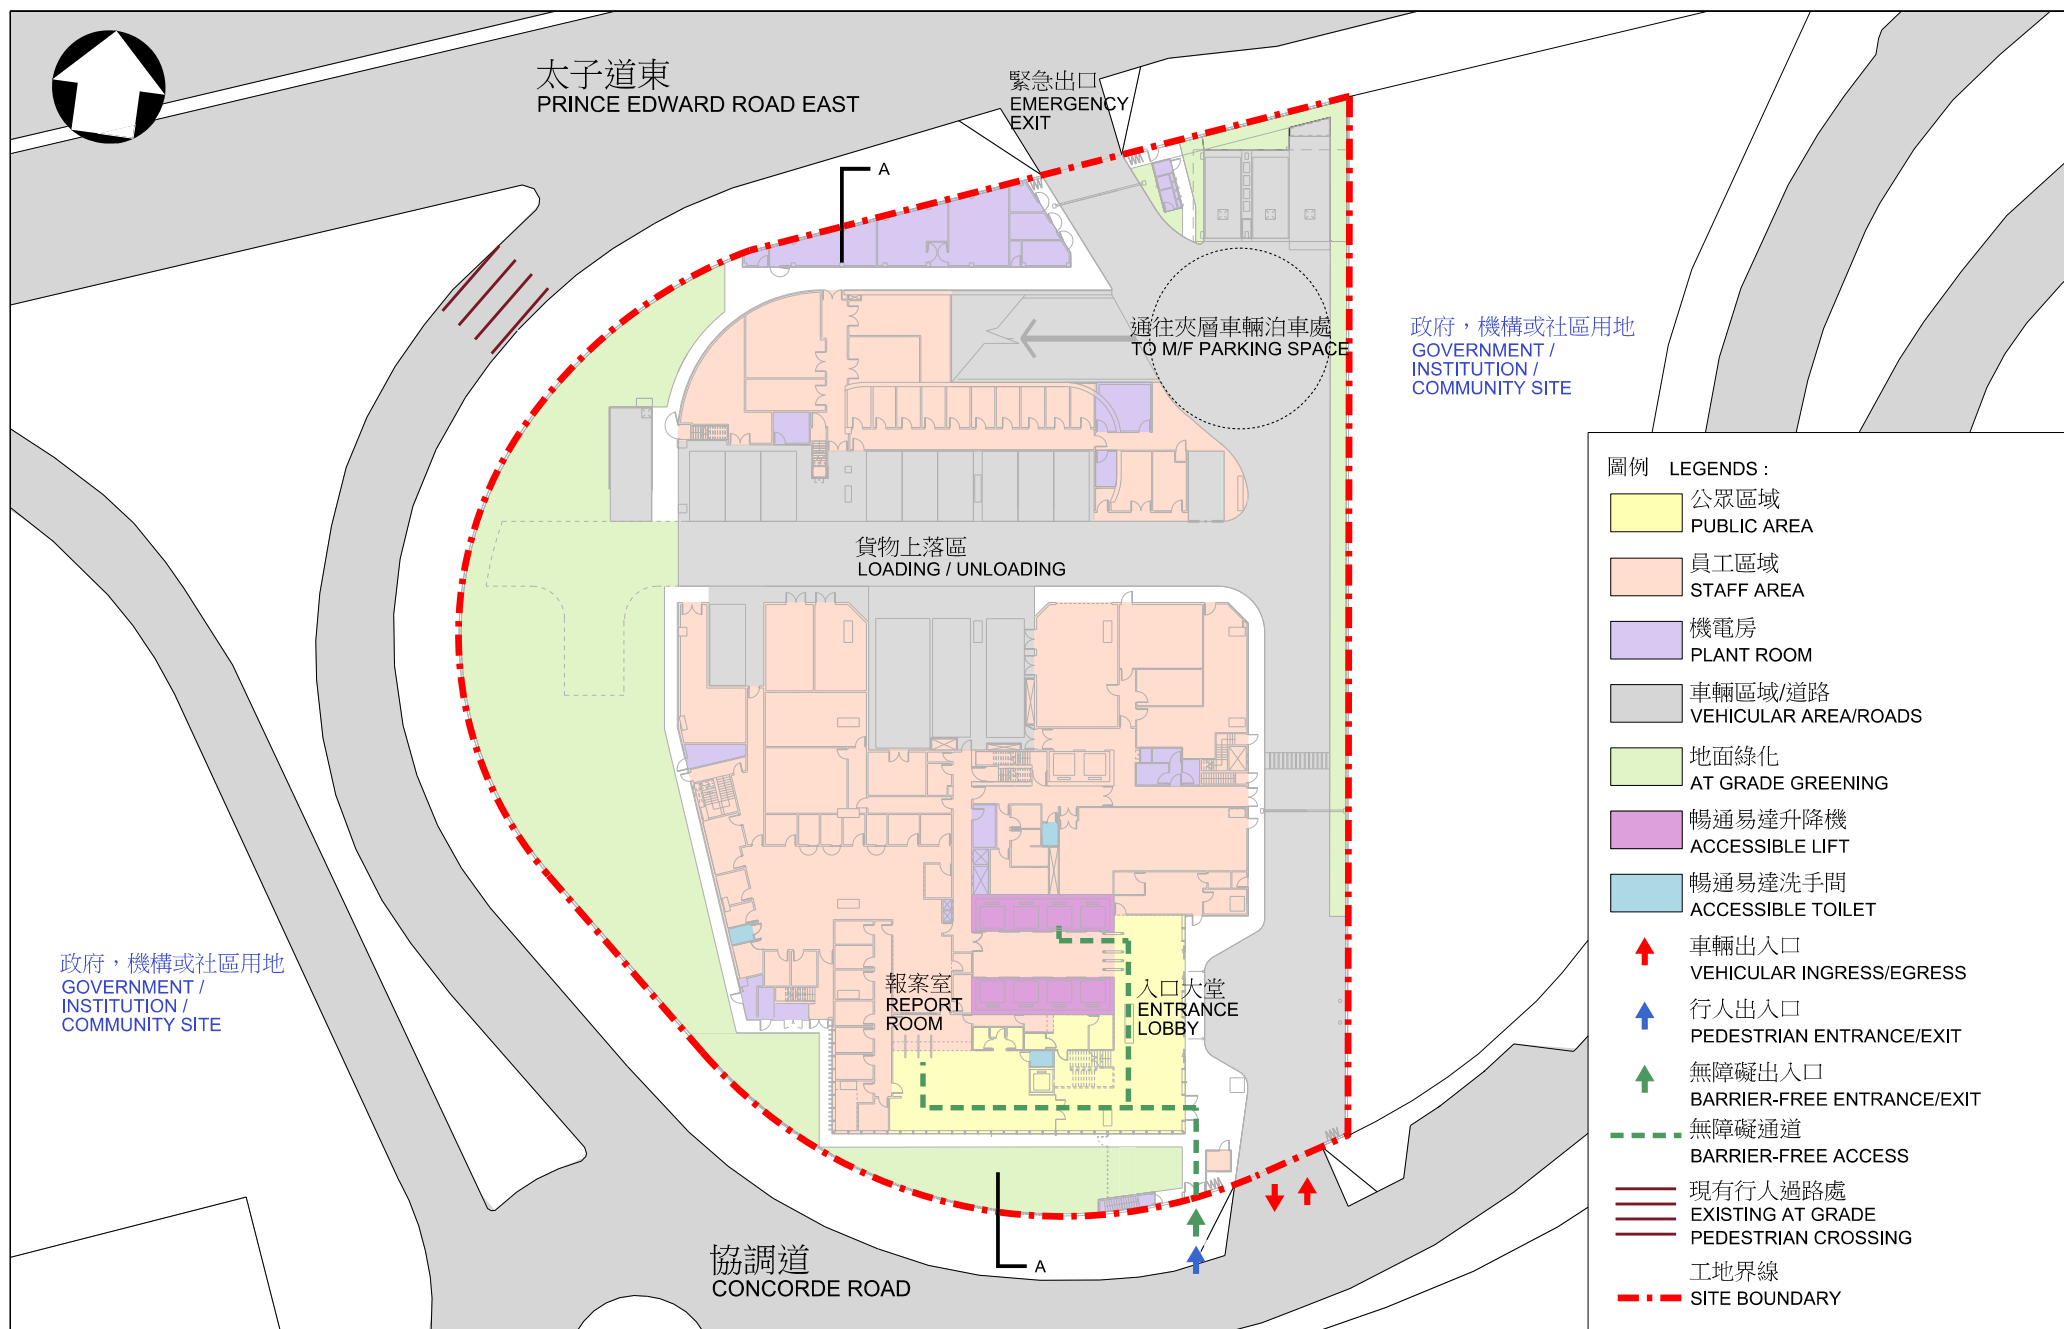 太子道東
PRINCE EDWARD ROAD EAST
緊急出口
EMERGENCY
EXIT
A
通往夾層車輛泊車處
TO M/F PARKING SPACE
政府，機構或社區用地
GOVERNMENT /
INSTITUTION /
COMMUNITY SITE
貨物上落區
LOADING / UNLOADING
政府，機構或社區用地
GOVERNMENT /
INSTITUTION /
COMMUNITY SITE
報案室
REPORT
ROOM
入口大堂
ENTRANCE
LOBBY
A
協調道
CONCORDE ROAD
圖例 LEGENDS :
公眾區域
PUBLIC AREA
員工區域
STAFF AREA
機電房
PLANT ROOM
車輛區域/道路
VEHICULAR AREA/ROADS
地面綠化
AT GRADE GREENING
暢通易達升降機
ACCESSIBLE LIFT
暢通易達洗手間
ACCESSIBLE TOILET
車輛出入口
VEHICULAR INGRESS/EGRESS
行人出入口
PEDESTRIAN ENTRANCE/EXIT
無障礙出入口
BARRIER-FREE ENTRANCE/EXIT
無障礙通道
BARRIER-FREE ACCESS
現有行人過路處
EXISTING AT GRADE
PEDESTRIAN CROSSING
工地界線
SITE BOUNDARY